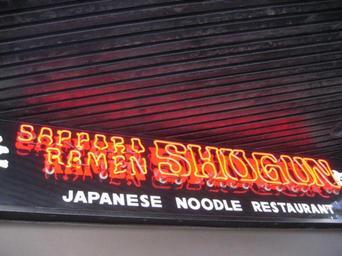 SAPPORO
RAMEN
SHOGUN
JAPANESE NOODLE RESTAURANT